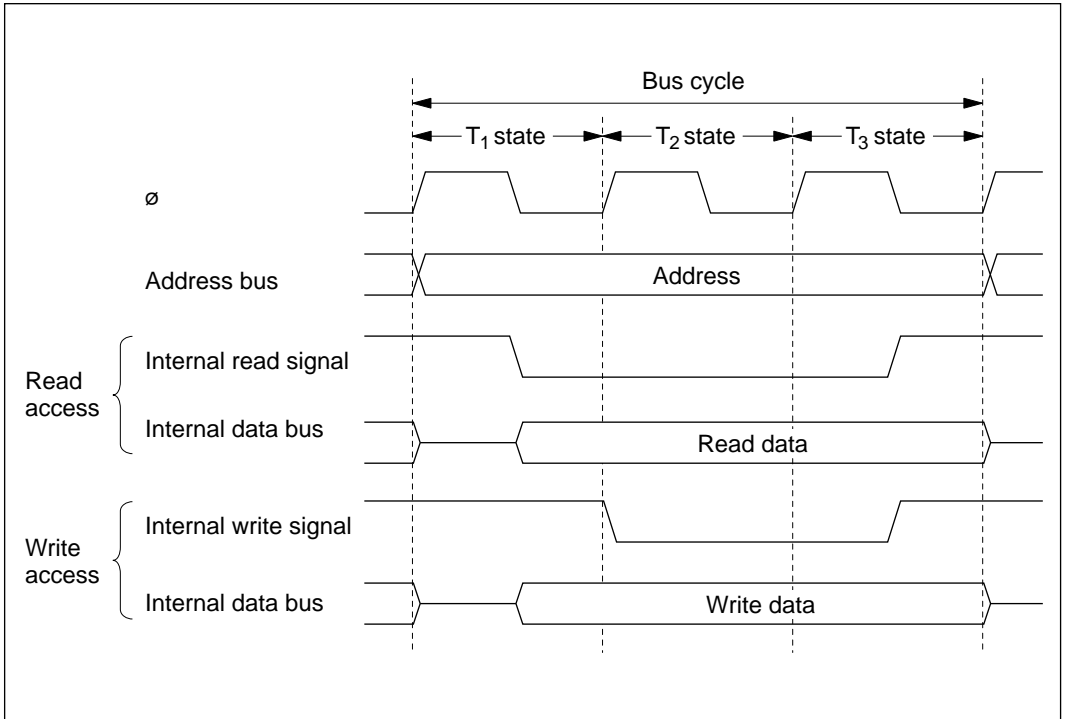 Bus cycle
T1 state T2 state T3 state
ø
Address bus
Address
Read
access
Internal read signal
Internal data bus
Read data
Write
access
Internal write signal
Internal data bus
Write data